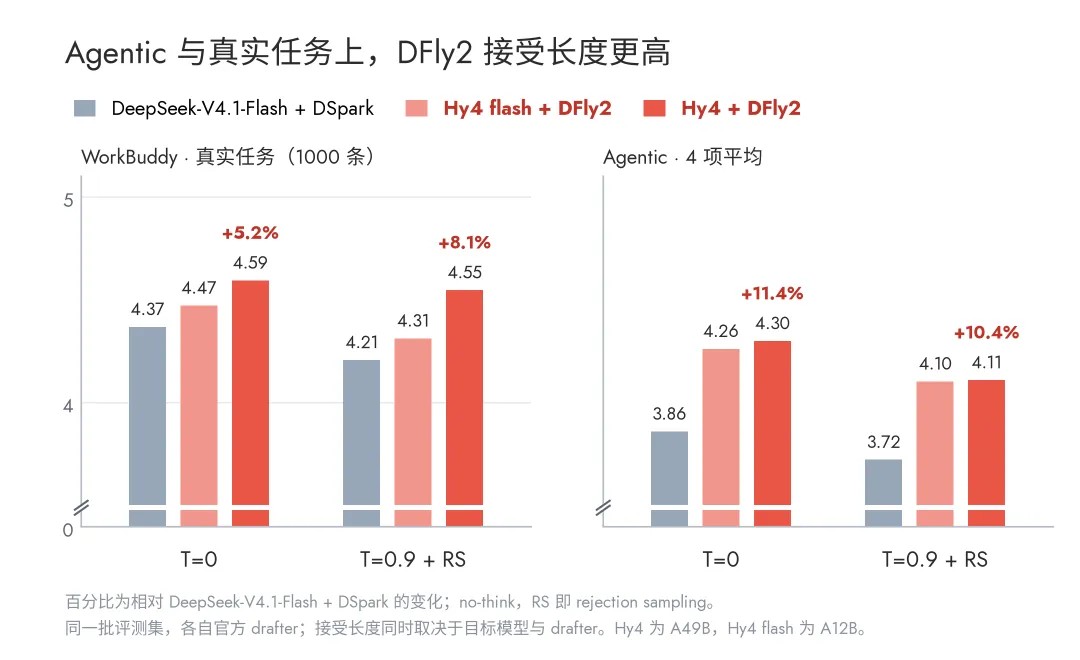 Agentic 与真实任务上，DFly2 接受长度更高
DeepSeek-V4.1-Flash + DSpark
Hy4 flash + DFly2
Hy4 + DFly2
WorkBuddy · 真实任务（1000 条）
5
4
0
4.37
4.47
+5.2%
4.59
4.21
4.31
+8.1%
4.55
T=0
T=0.9 + RS
Agentic · 4 项平均
3.86
4.26
+11.4%
4.30
3.72
4.10
+10.4%
4.11
T=0
T=0.9 + RS
百分比为相对 DeepSeek-V4.1-Flash + DSpark 的变化；no-think，RS 即 rejection sampling。
同一批评测集，各自官方 drafter；接受长度同时取决于目标模型与 drafter。Hy4 为 A49B，Hy4 flash 为 A12B。